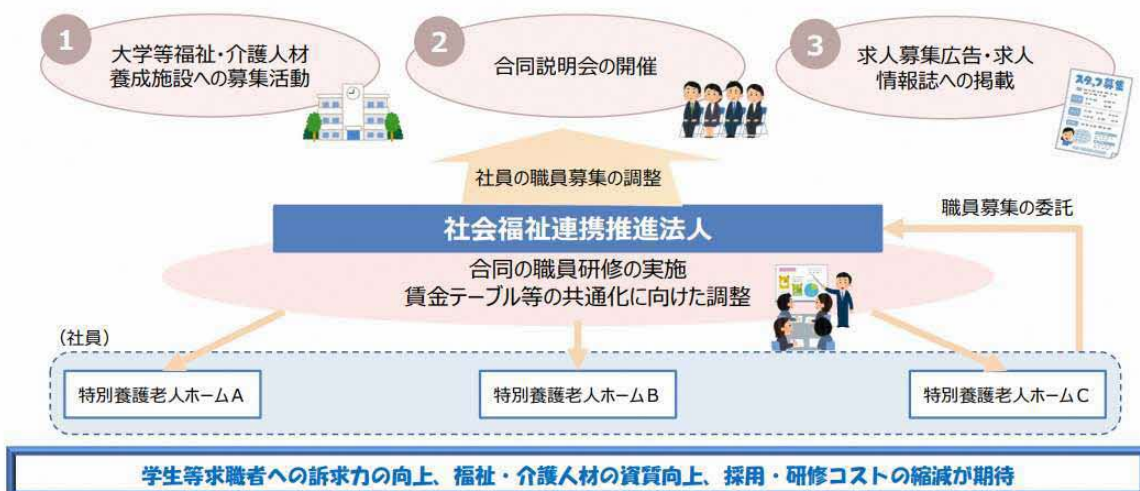 1
大学等福祉・介護人材
養成施設への募集活動
2
合同説明会の開催
3
求人募集広告・求人
情報誌への掲載
スタッフ募集
社員の職員募集の調整
職員募集の委託
社会福祉連携推進法人
合同の職員研修の実施
賃金テーブル等の共通化に向けた調整
(社員)
特別養護老人ホームA
特別養護老人ホームB
特別養護老人ホームC
学生等求職者への訴求力の向上、福祉・介護人材の資質向上、採用・研修コストの縮減が期待